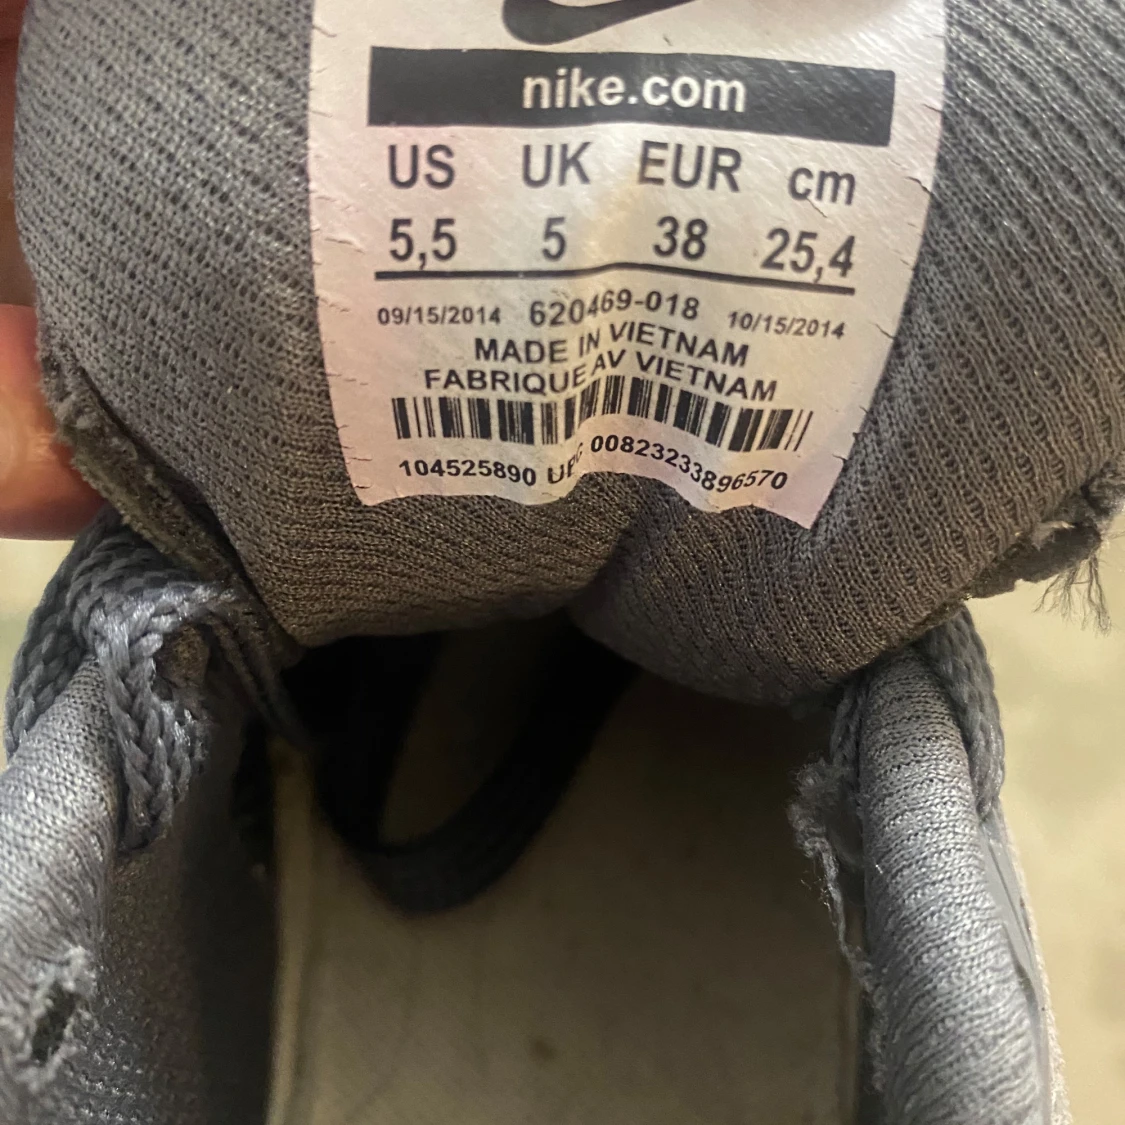 nike.com
US UK EUR cm
5,5 5 38 25,4
09/15/2014 620469-018 10/15/2014
MADE IN VIETNAM
FABRIQUE AV VIETNAM
104525890 UPC 00823233896570